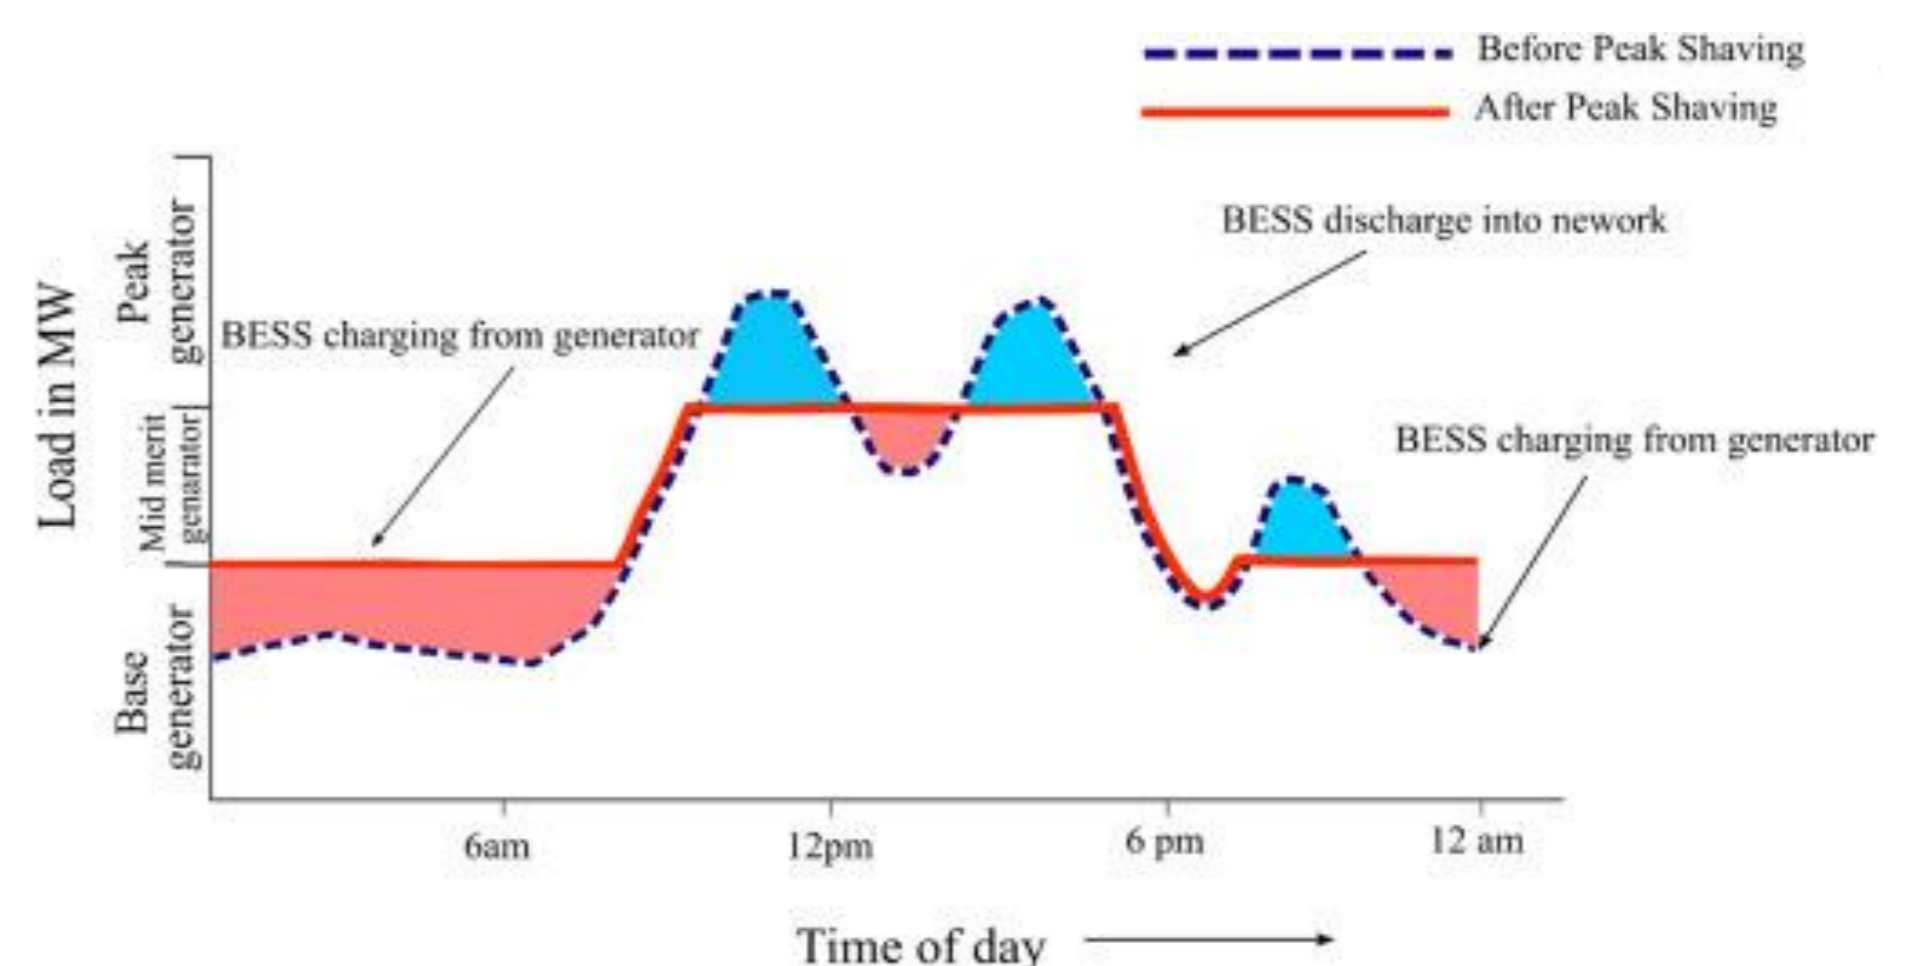 Before Peak Shaving
After Peak Shaving
BESS discharge into nework
BESS charging from generator
BESS charging from generator
Load in MW
Peak
generator
Mid merit
genarator
Base
generator
6am
12pm
6 pm
12 am
Time of day